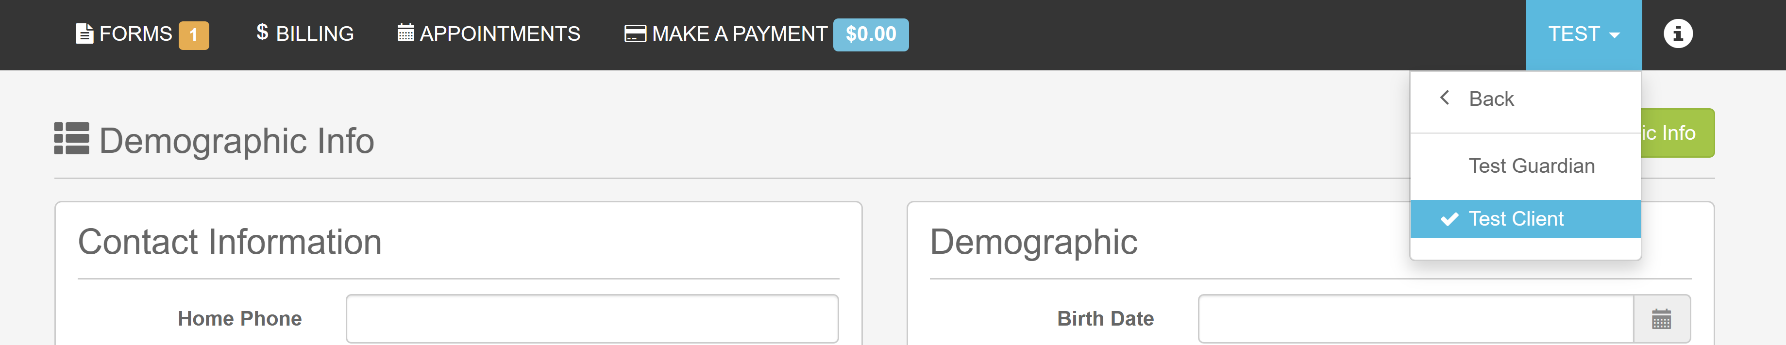 FORMS 1 $ BILLING APPOINTMENTS MAKE A PAYMENT $0.00 TEST
Back
Demographic Info
ic Info
Test Guardian
Test Client
Contact Information
Demographic
Home Phone
Birth Date